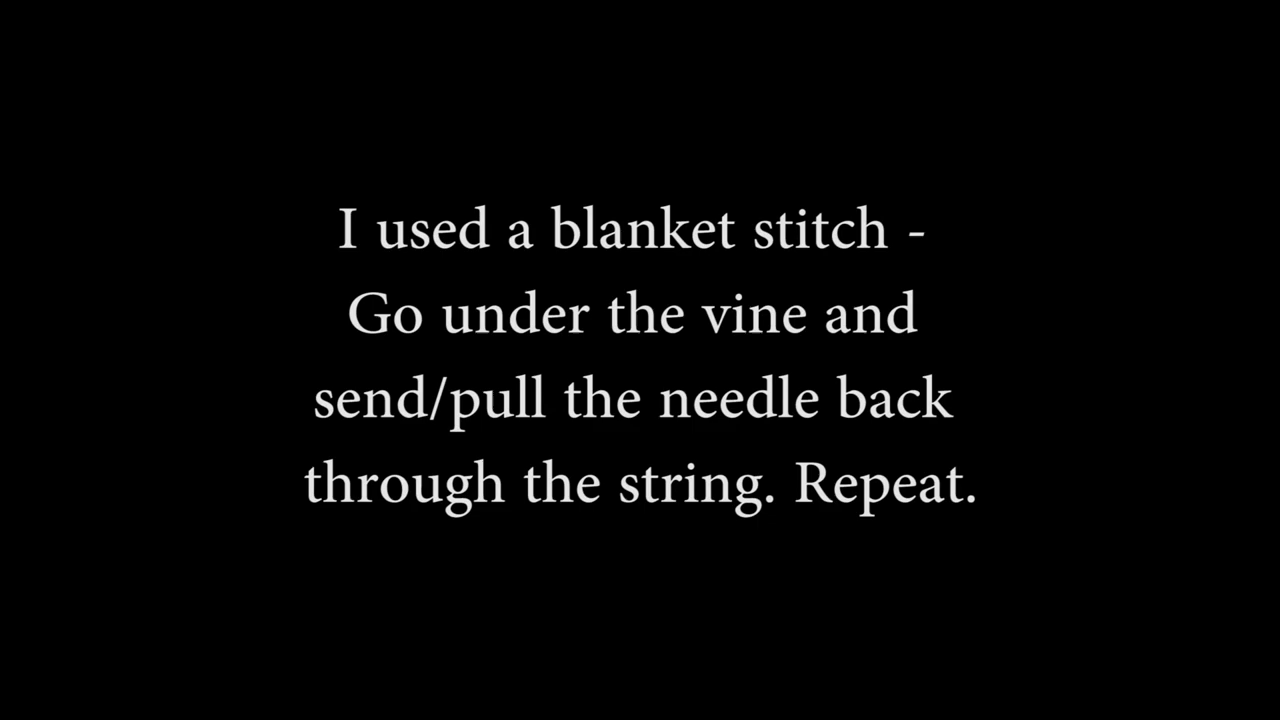 I used a blanket stitch -
Go under the vine and
send/pull the needle back
through the string. Repeat.